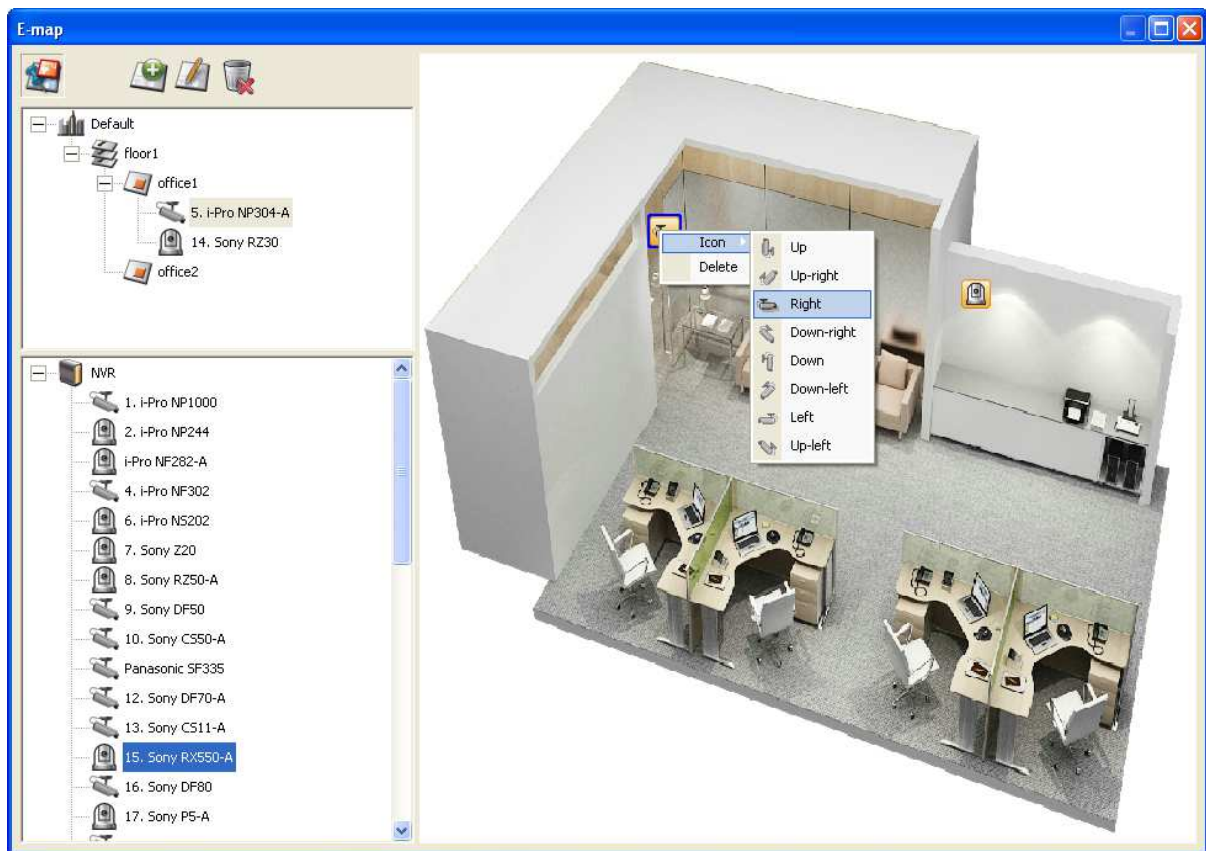 E-map
Default
floor1
office1
5. i-Pro NP304-A
14. Sony RZ30
office2
NVR
1. i-Pro NP1000
2. i-Pro NP244
i-Pro NF282-A
4. i-Pro NF302
6. i-Pro NS202
7. Sony Z20
8. Sony RZ50-A
9. Sony DF50
10. Sony CS50-A
Panasonic SF335
12. Sony DF70-A
13. Sony CS11-A
15. Sony RX550-A
16. Sony DF80
17. Sony P5-A
Icon
Delete
Up
Up-right
Right
Down-right
Down
Down-left
Left
Up-left